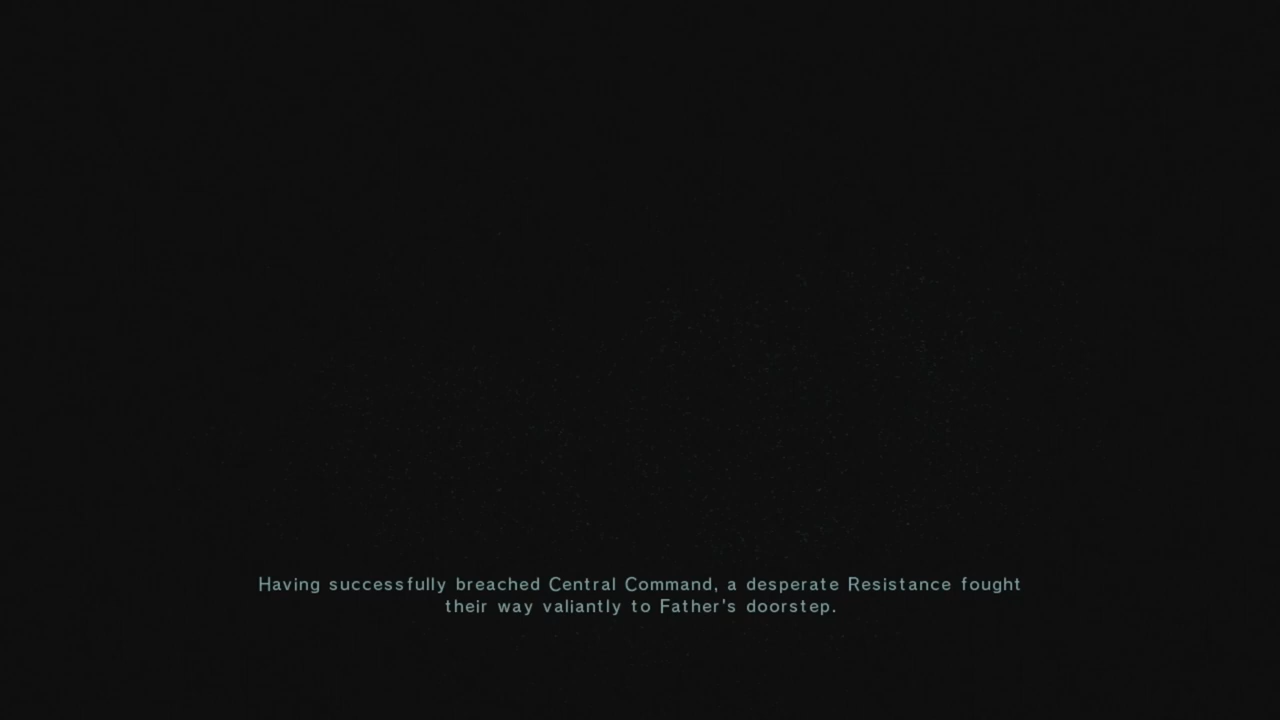 Having successfully breached Central Command, a desperate Resistance fought
their way valiantly to Father's doorstep.